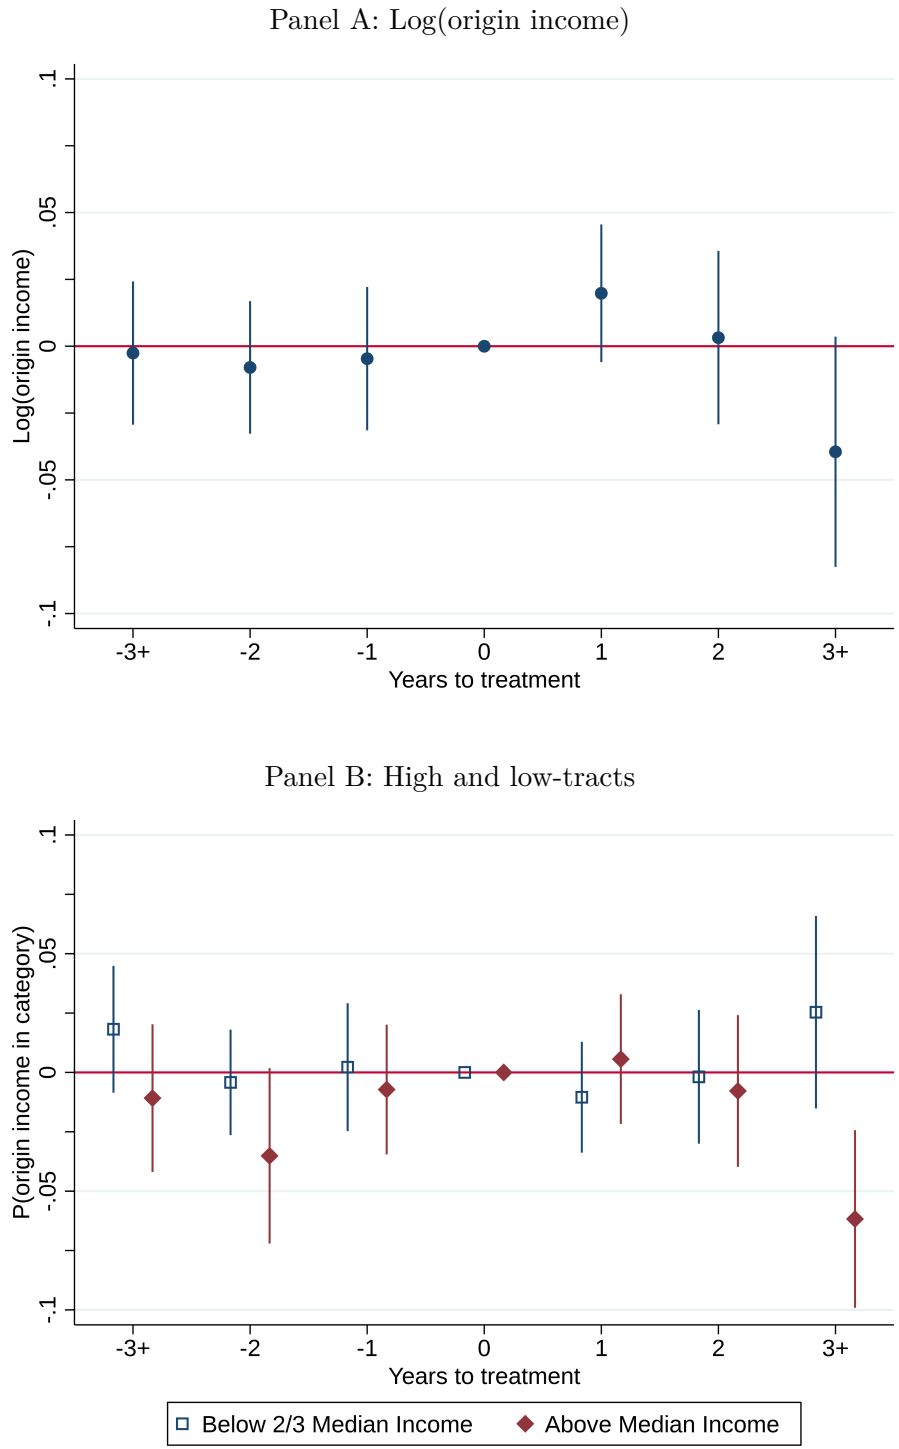 Panel A: Log(origin income)
.1
.05
0
-.05
-.1
Log(origin income)
-3+ -2 -1 0 1 2 3+
Years to treatment
Panel B: High and low-tracts
.1
.05
0
-.05
-.1
P(origin income in category)
-3+ -2 -1 0 1 2 3+
Years to treatment
Below 2/3 Median Income Above Median Income